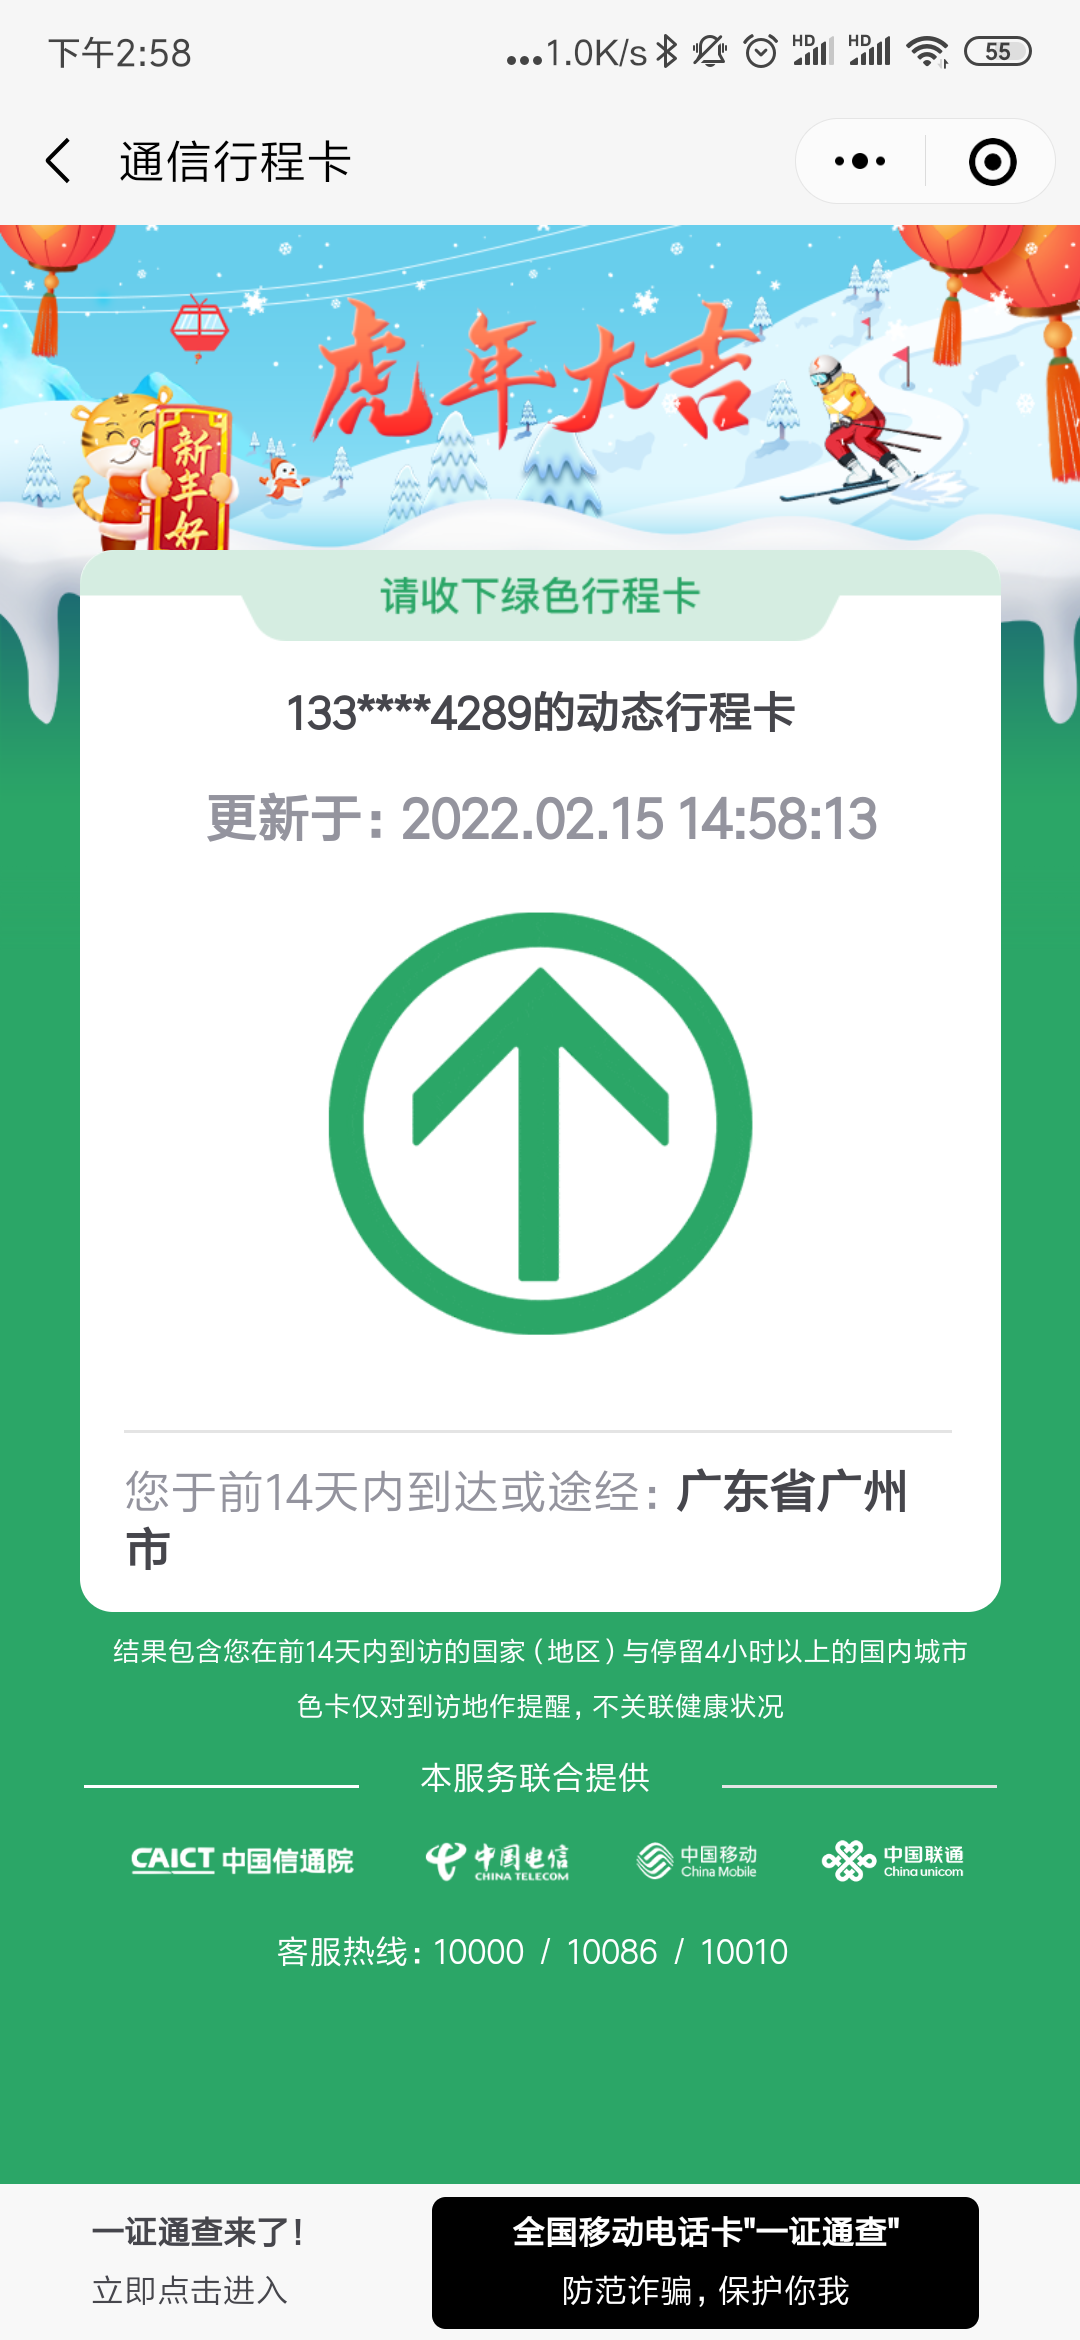 下午2:58
...1.0K/s
HD
HD
55
通信行程卡
虎年大吉
新年好
请收下绿色行程卡
133****4289的动态行程卡
更新于：2022.02.15 14:58:13
您于前14天内到达或途经：广东省广州
市
结果包含您在前14天内到访的国家（地区）与停留4小时以上的国内城市
色卡仅对到访地作提醒，不关联健康状况
本服务联合提供
CAICT 中国信通院
中国电信
CHINA TELECOM
中国移动
China Mobile
中国联通
China unicom
客服热线：10000 / 10086 / 10010
一证通查来了！
立即点击进入
全国移动电话卡"一证通查"
防范诈骗，保护你我